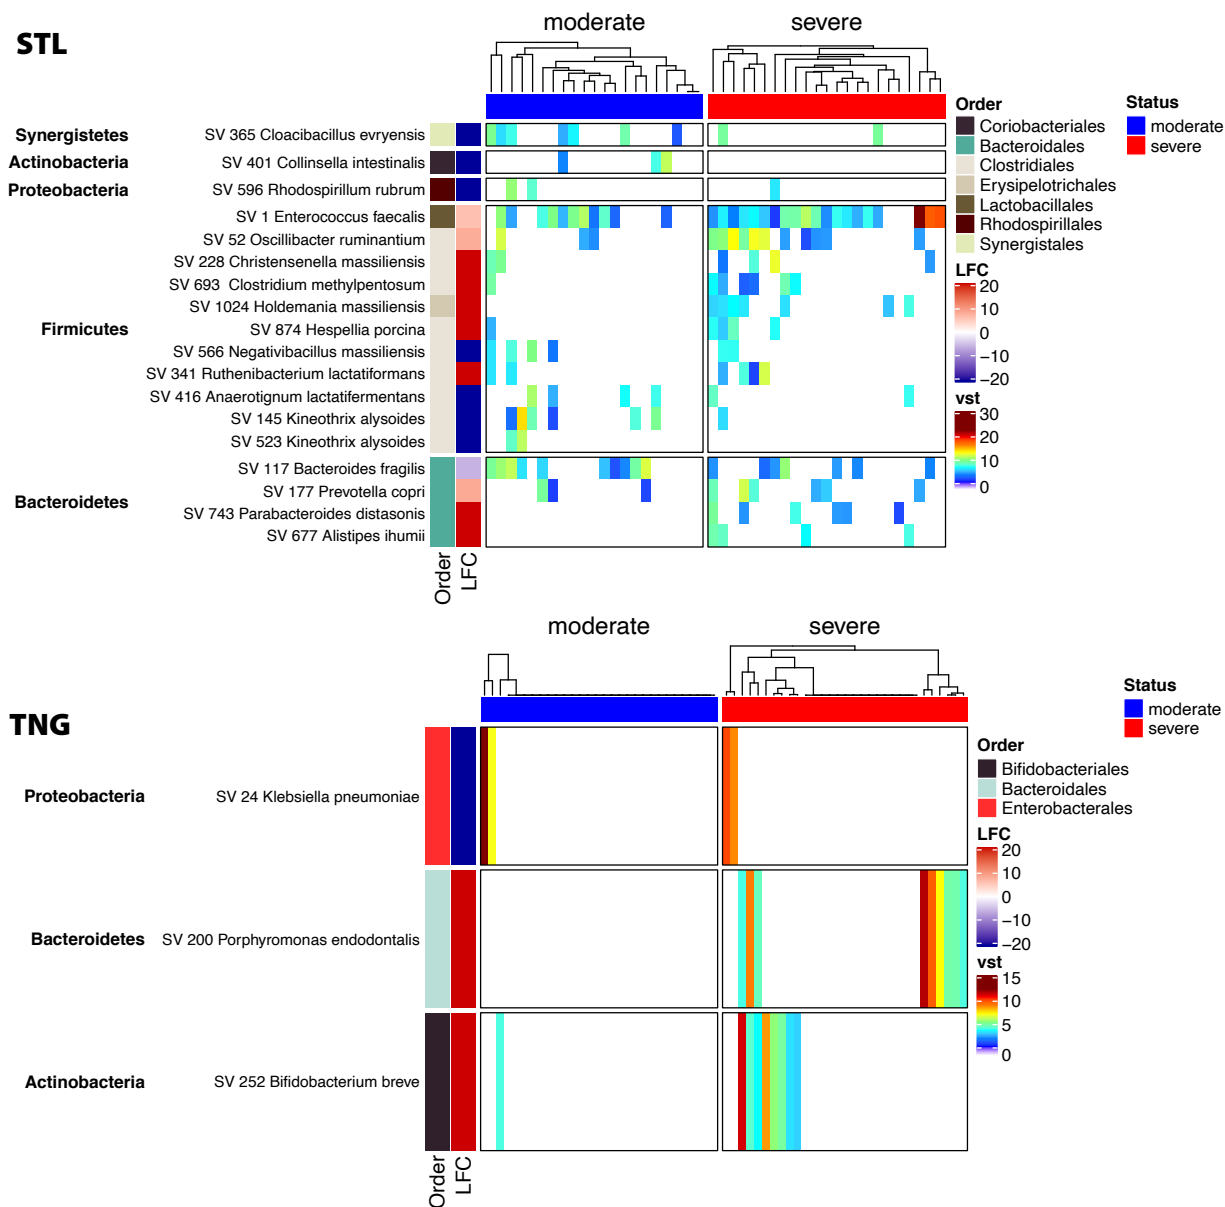 STL
moderate
severe
Synergistetes
SV 365 Cloacibacillus evryensis
Actinobacteria
SV 401 Collinsella intestinalis
Proteobacteria
SV 596 Rhodospirillum rubrum
Firmicutes
SV 1 Enterococcus faecalis
SV 52 Oscillibacter ruminantium
SV 228 Christensenella massiliensis
SV 693 Clostridium methylpentosum
SV 1024 Holdemania massiliensis
SV 874 Hespellia porcina
SV 566 Negativibacillus massiliensis
SV 341 Ruthenibacterium lactatiformans
SV 416 Anaerotignum lactatifermentans
SV 145 Kineothrix alysoides
SV 523 Kineothrix alysoides
Bacteroidetes
SV 117 Bacteroides fragilis
SV 177 Prevotella copri
SV 743 Parabacteroides distasonis
SV 677 Alistipes ihumii
Order
LFC
Order
Coriobacteriales
Bacteroidales
Clostridiales
Erysipelotrichales
Lactobacillales
Rhodospirillales
Synergistales
LFC
20
10
0
−10
−20
vst
30
20
10
0
Status
moderate
severe
TNG
moderate
severe
Proteobacteria
SV 24 Klebsiella pneumoniae
Bacteroidetes
SV 200 Porphyromonas endodontalis
Actinobacteria
SV 252 Bifidobacterium breve
Order
LFC
Order
Bifidobacteriales
Bacteroidales
Enterobacterales
LFC
20
10
0
−10
−20
vst
15
10
5
0
Status
moderate
severe